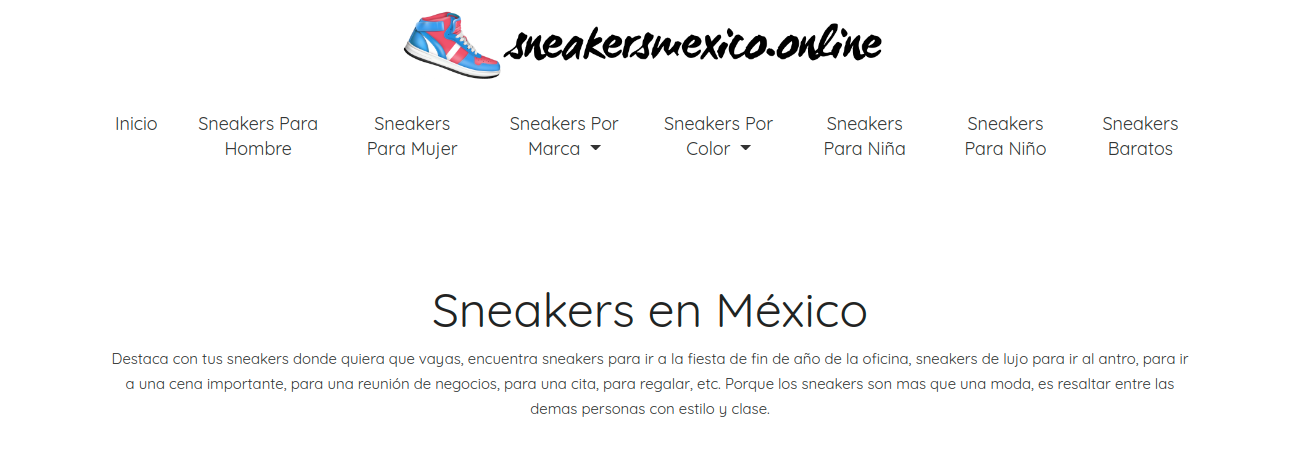 sneakersmexico.online
Inicio
Sneakers Para
Hombre
Sneakers
Para Mujer
Sneakers Por
Marca
Sneakers Por
Color
Sneakers
Para Niña
Sneakers
Para Niño
Sneakers
Baratos
Sneakers en México
Destaca con tus sneakers donde quiera que vayas, encuentra sneakers para ir a la fiesta de fin de año de la oficina, sneakers de lujo para ir al antro, para ir
a una cena importante, para una reunión de negocios, para una cita, para regalar, etc. Porque los sneakers son mas que una moda, es resaltar entre las
demas personas con estilo y clase.